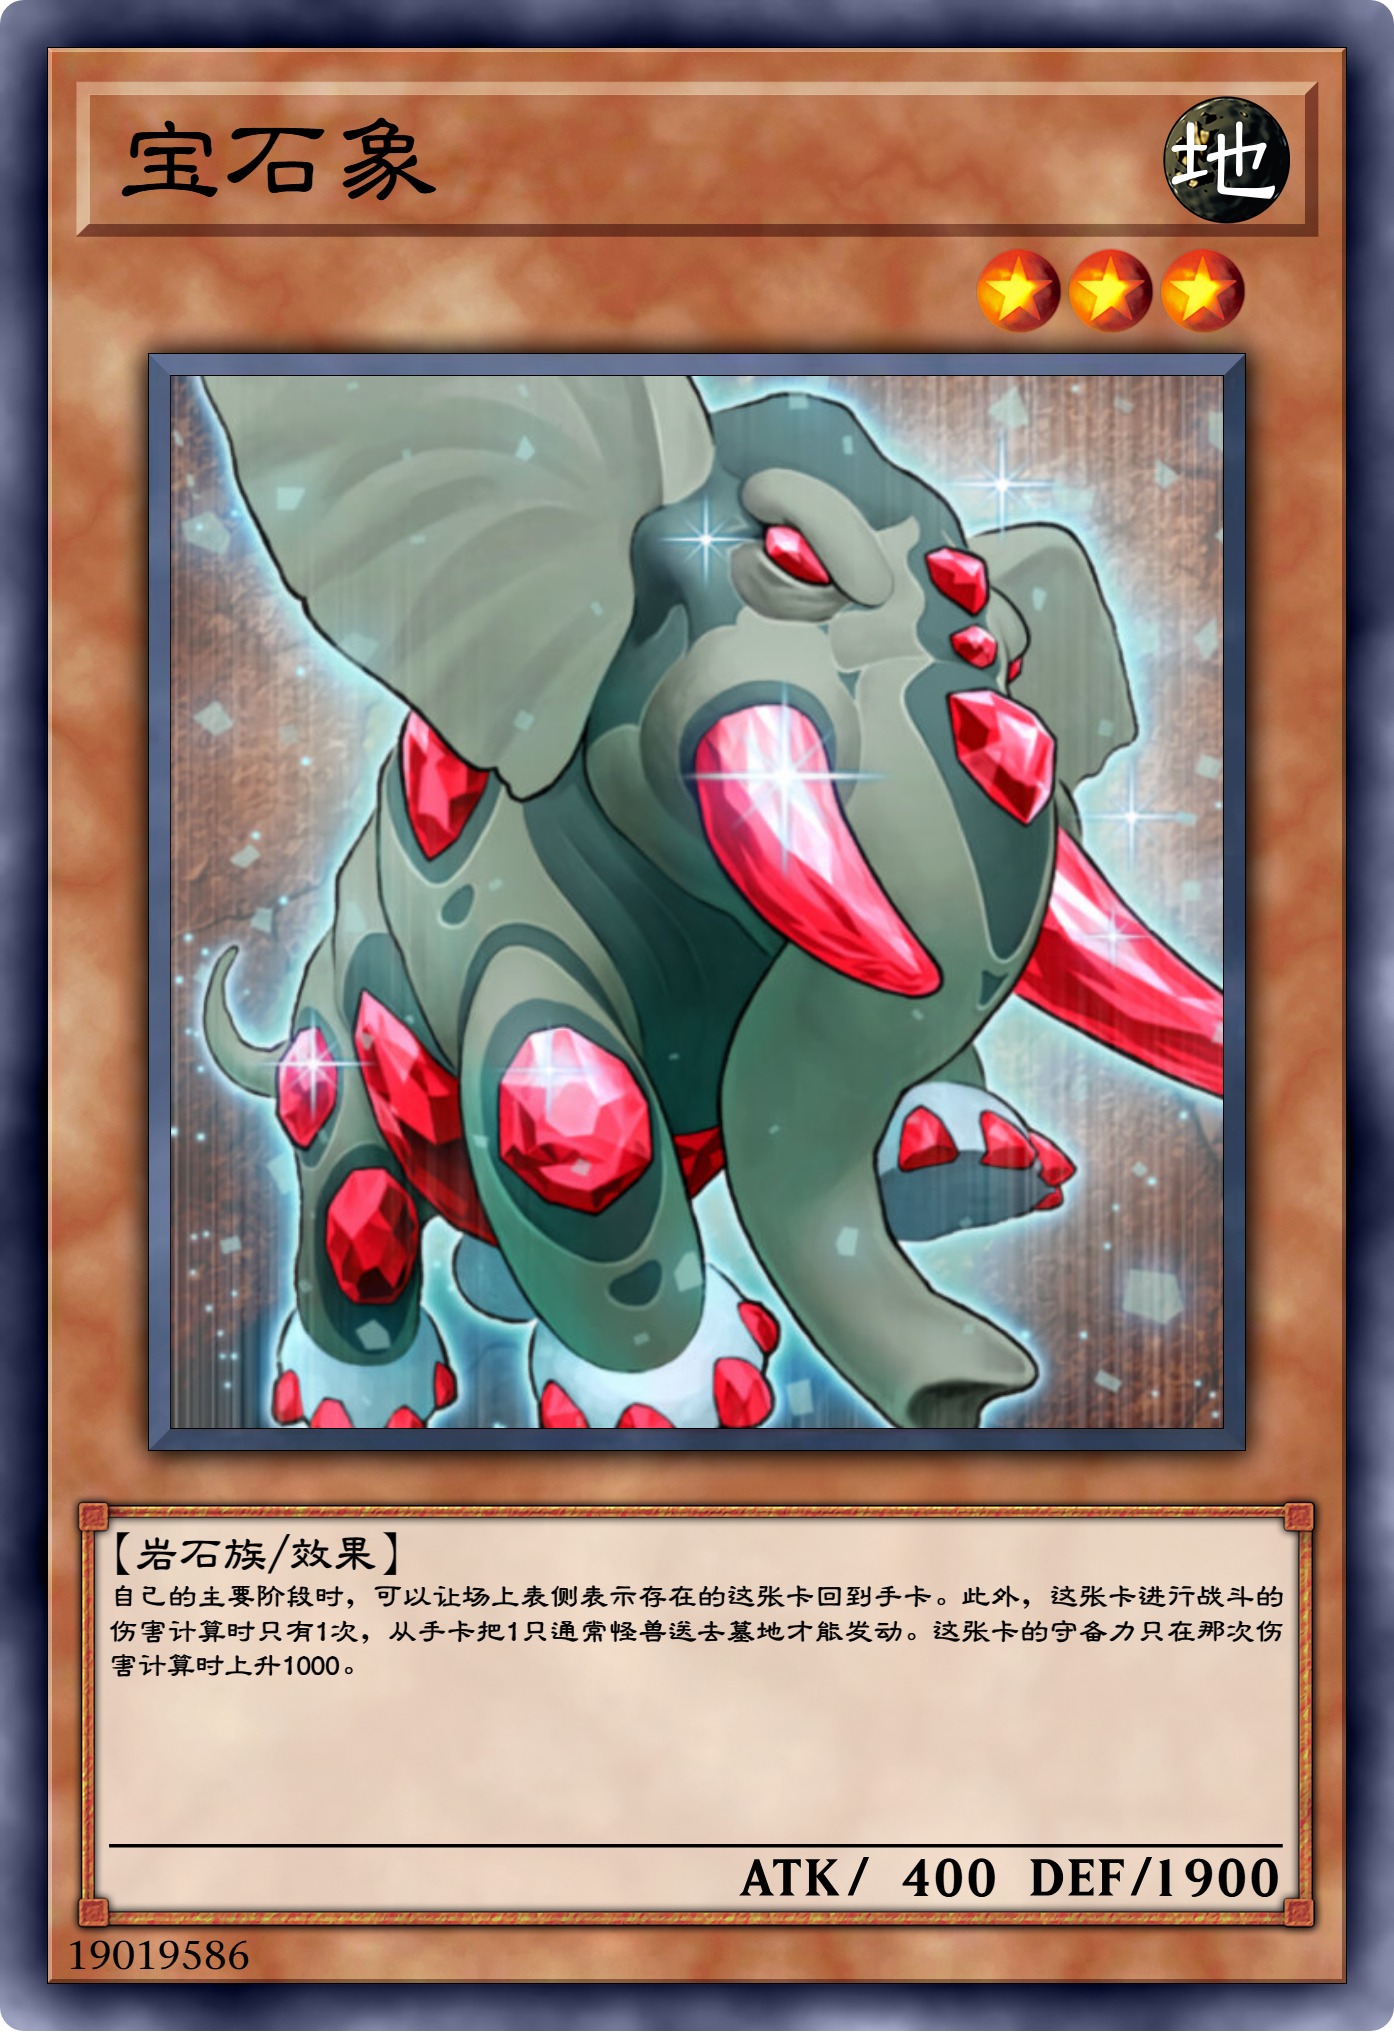 宝石象
地
【岩石族/效果】
自己的主要阶段时，可以让场上表侧表示存在的这张卡回到手卡。此外，这张卡进行战斗的
伤害计算时只有1次，从手卡把1只通常怪兽送去墓地才能发动。这张卡的守备力只在那次伤
害计算时上升1000。
ATK/ 400 DEF/1900
19019586